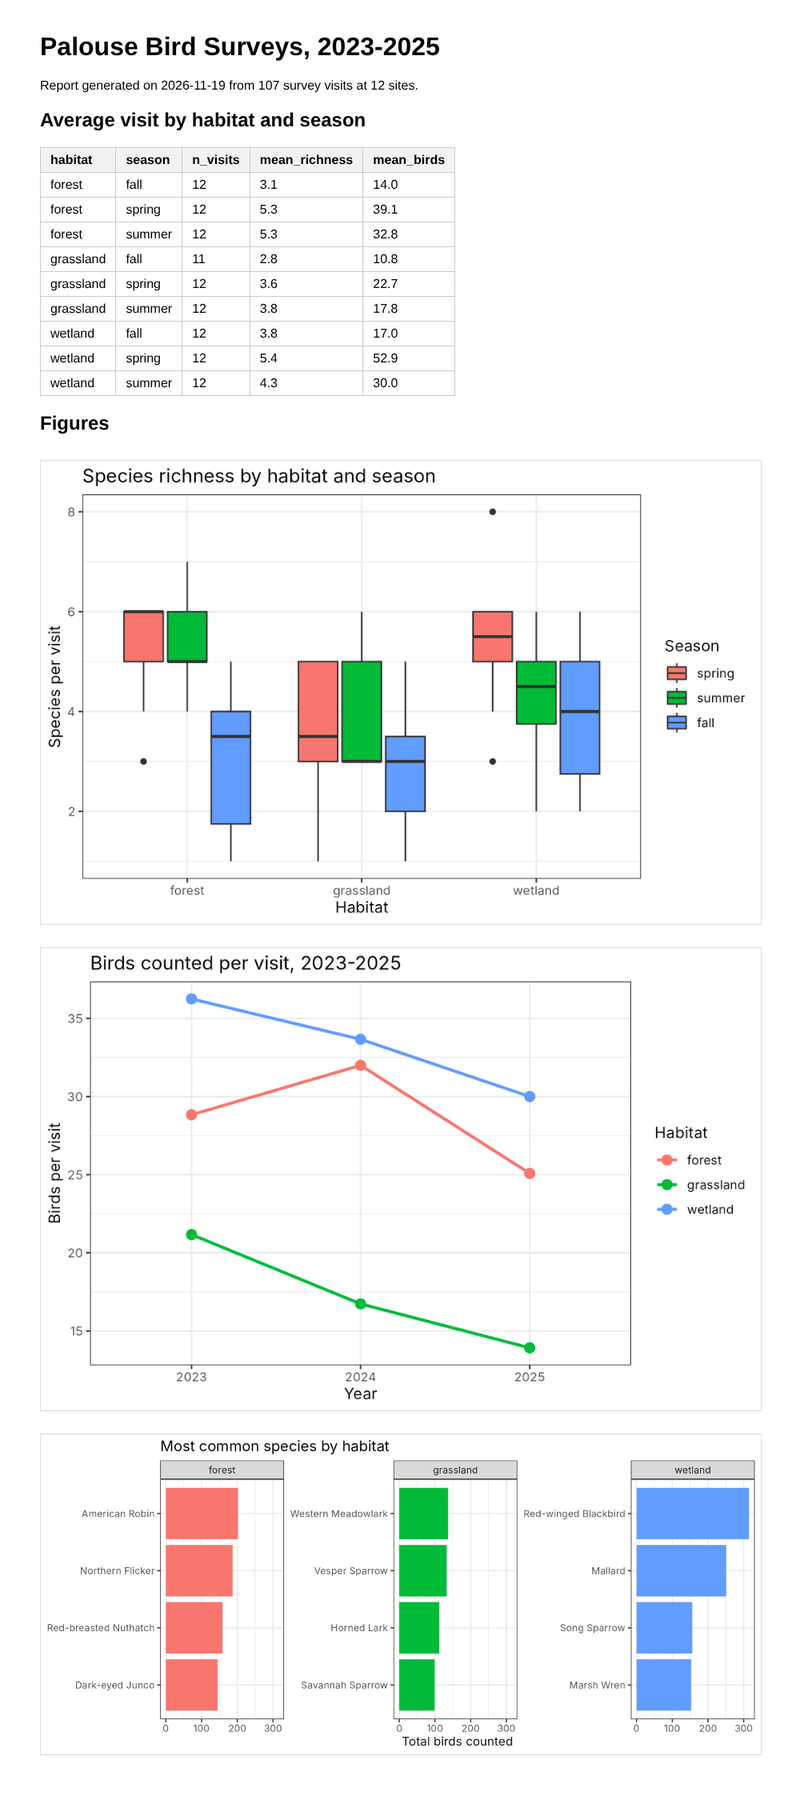 Palouse Bird Surveys, 2023-2025
Report generated on 2026-11-19 from 107 survey visits at 12 sites.
Average visit by habitat and season
habitat season n_visits mean_richness mean_birds
forest fall 12 3.1 14.0
forest spring 12 5.3 39.1
forest summer 12 5.3 32.8
grassland fall 11 2.8 10.8
grassland spring 12 3.6 22.7
grassland summer 12 3.8 17.8
wetland fall 12 3.8 17.0
wetland spring 12 5.4 52.9
wetland summer 12 4.3 30.0
Figures
Species richness by habitat and season
Species per visit
8
6
4
2
forest grassland wetland
Habitat
Season
spring
summer
fall
Birds counted per visit, 2023-2025
Birds per visit
35
30
25
20
15
2023 2024 2025
Year
Habitat
forest
grassland
wetland
Most common species by habitat
forest grassland wetland
American Robin Western Meadowlark Red-winged Blackbird
Northern Flicker Vesper Sparrow Mallard
Red-breasted Nuthatch Horned Lark Song Sparrow
Dark-eyed Junco Savannah Sparrow Marsh Wren
0 100 200 300 0 100 200 300 0 100 200 300
Total birds counted